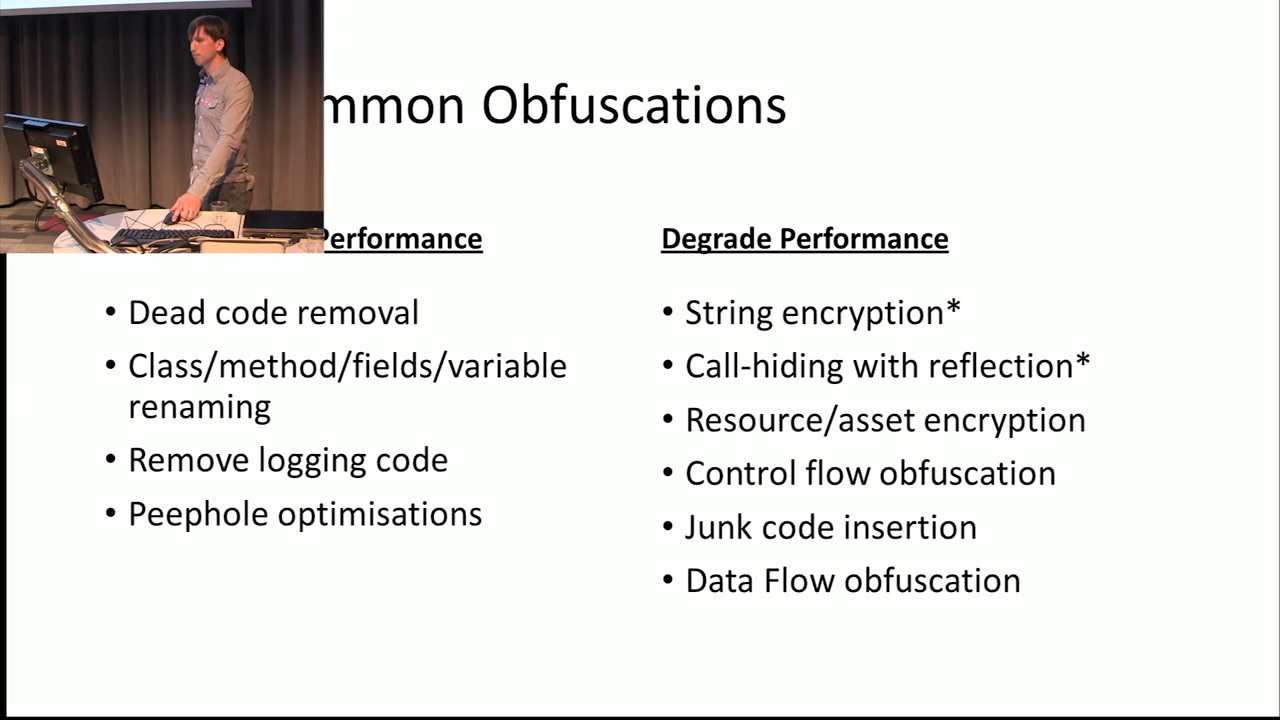 mmon Obfuscations
Performance
• Dead code removal
• Class/method/fields/variable
renaming
• Remove logging code
• Peephole optimisations
Degrade Performance
• String encryption*
• Call-hiding with reflection*
• Resource/asset encryption
• Control flow obfuscation
• Junk code insertion
• Data Flow obfuscation